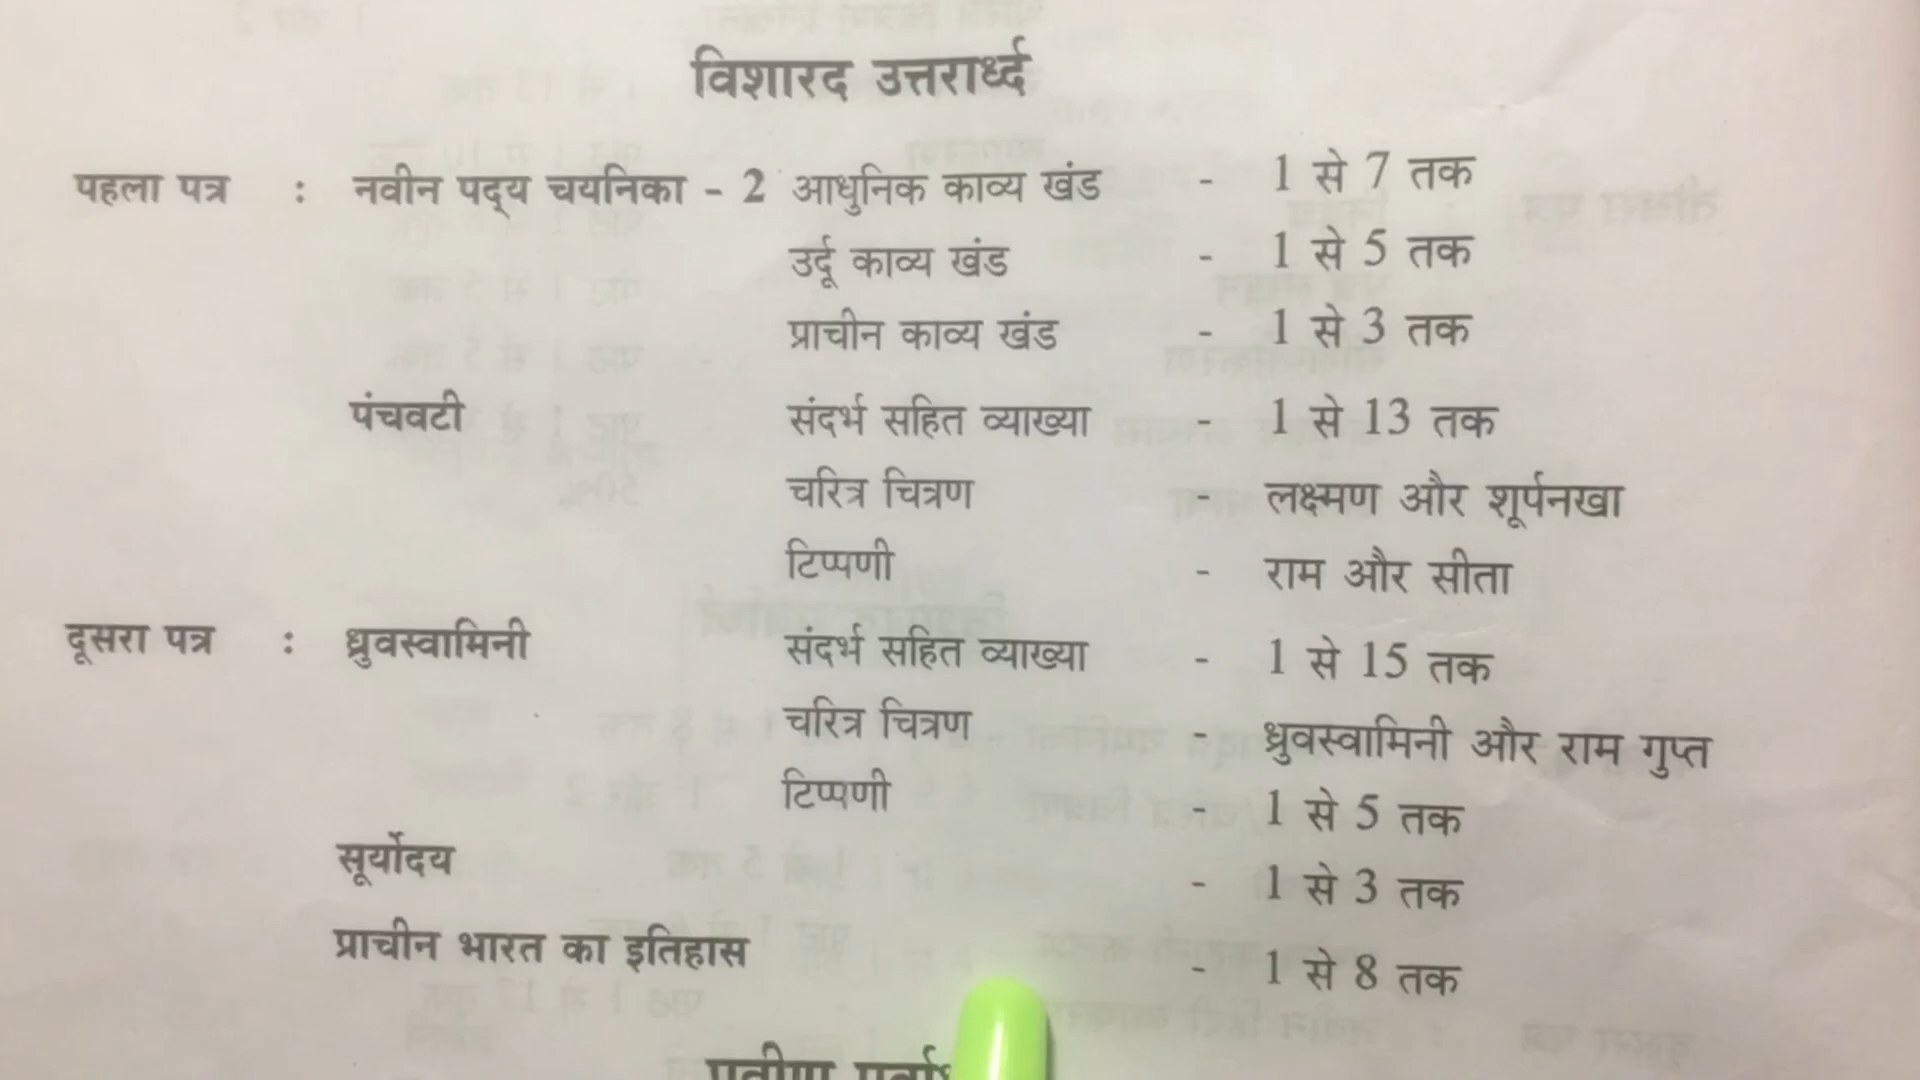 विशारद उत्तरार्ध्द
पहला पत्र : नवीन पद्य चयनिका - 2 आधुनिक काव्य खंड - 1 से 7 तक
उर्दू काव्य खंड - 1 से 5 तक
प्राचीन काव्य खंड - 1 से 3 तक
पंचवटी संदर्भ सहित व्याख्या - 1 से 13 तक
चरित्र चित्रण - लक्ष्मण और शूर्पनखा
टिप्पणी - राम और सीता
दूसरा पत्र : ध्रुवस्वामिनी संदर्भ सहित व्याख्या - 1 से 15 तक
चरित्र चित्रण - ध्रुवस्वामिनी और राम गुप्त
टिप्पणी - 1 से 5 तक
सूर्योदय - 1 से 3 तक
प्राचीन भारत का इतिहास - 1 से 8 तक